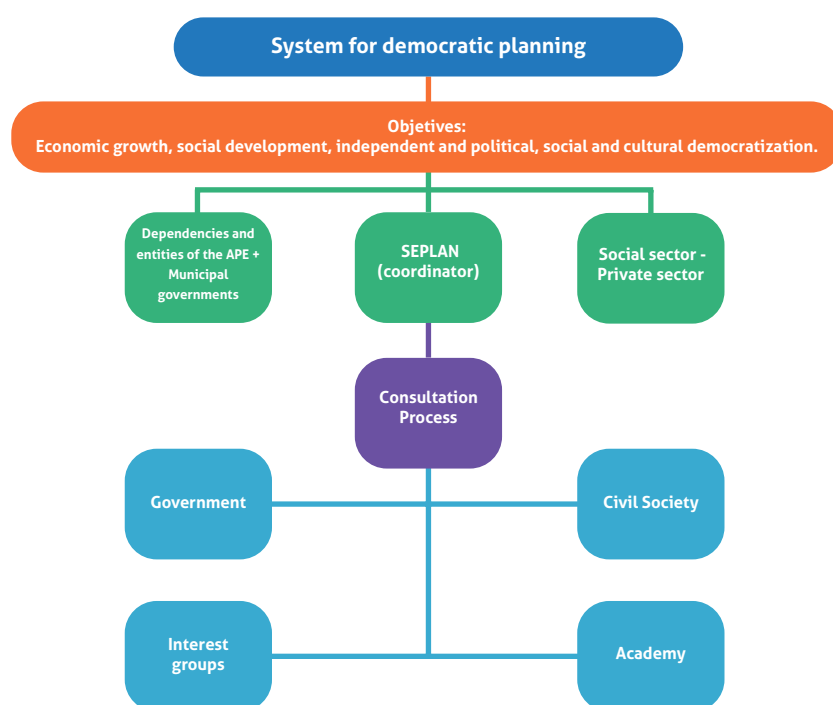 System for democratic planning
Objetives:
Economic growth, social development, independent and political, social and cultural democratization.
Dependencies and
entities of the APE +
Municipal
governments
SEPLAN
(coordinator)
Social sector -
Private sector
Consultation
Process
Government
Civil Society
Interest
groups
Academy